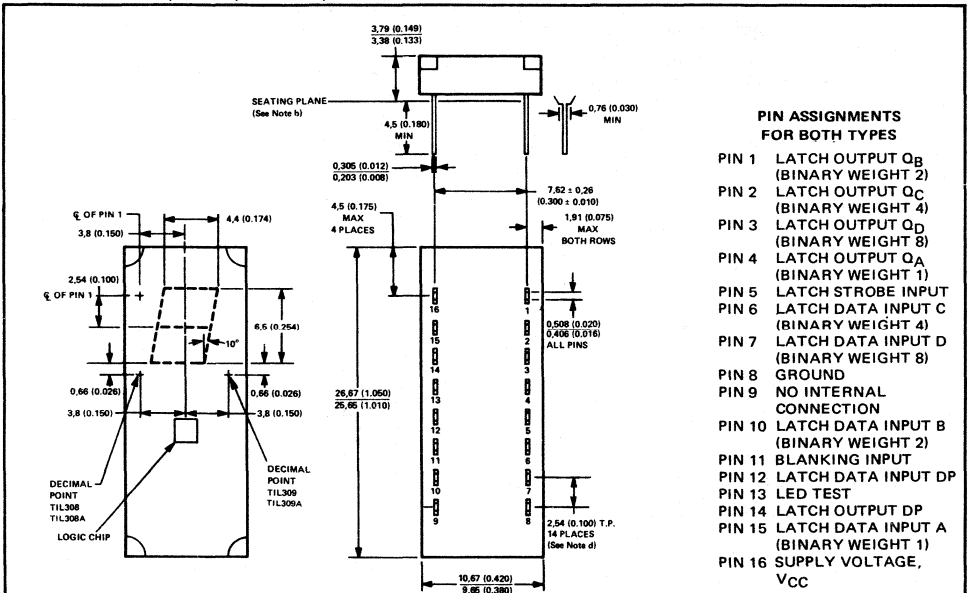 3,79 (0.149)
3,38 (0.133)
SEATING PLANE
(See Note b)
4,5 (0.180)
MIN
0,76 (0.030)
MIN
0,305 (0.012)
0,203 (0.008)
7,62 ± 0,26
(0.300 ± 0.010)
4,5 (0.175)
MAX
4 PLACES
1,91 (0.075)
MAX
BOTH ROWS
℄ OF PIN 1
4,4 (0.174)
3,8 (0.150)
2,54 (0.100)
℄ OF PIN 1
6,5 (0.254)
10°
0,66 (0.026)
0,66 (0.026)
3,8 (0.150)
3,8 (0.150)
DECIMAL
POINT
TIL308
TIL308A
LOGIC CHIP
DECIMAL
POINT
TIL309
TIL309A
26,67 (1.050)
25,65 (1.010)
16
15
14
13
12
11
10
9
1
2
3
4
5
6
7
8
0,508 (0.020)
0,406 (0.016)
ALL PINS
2,54 (0.100) T.P.
14 PLACES
(See Note d)
10,67 (0.420)
9,65 (0.380)
PIN ASSIGNMENTS
FOR BOTH TYPES
PIN 1 LATCH OUTPUT QB
(BINARY WEIGHT 2)
PIN 2 LATCH OUTPUT QC
(BINARY WEIGHT 4)
PIN 3 LATCH OUTPUT QD
(BINARY WEIGHT 8)
PIN 4 LATCH OUTPUT QA
(BINARY WEIGHT 1)
PIN 5 LATCH STROBE INPUT
PIN 6 LATCH DATA INPUT C
(BINARY WEIGHT 4)
PIN 7 LATCH DATA INPUT D
(BINARY WEIGHT 8)
PIN 8 GROUND
PIN 9 NO INTERNAL
CONNECTION
PIN 10 LATCH DATA INPUT B
(BINARY WEIGHT 2)
PIN 11 BLANKING INPUT
PIN 12 LATCH DATA INPUT DP
PIN 13 LED TEST
PIN 14 LATCH OUTPUT DP
PIN 15 LATCH DATA INPUT A
(BINARY WEIGHT 1)
PIN 16 SUPPLY VOLTAGE,
VCC